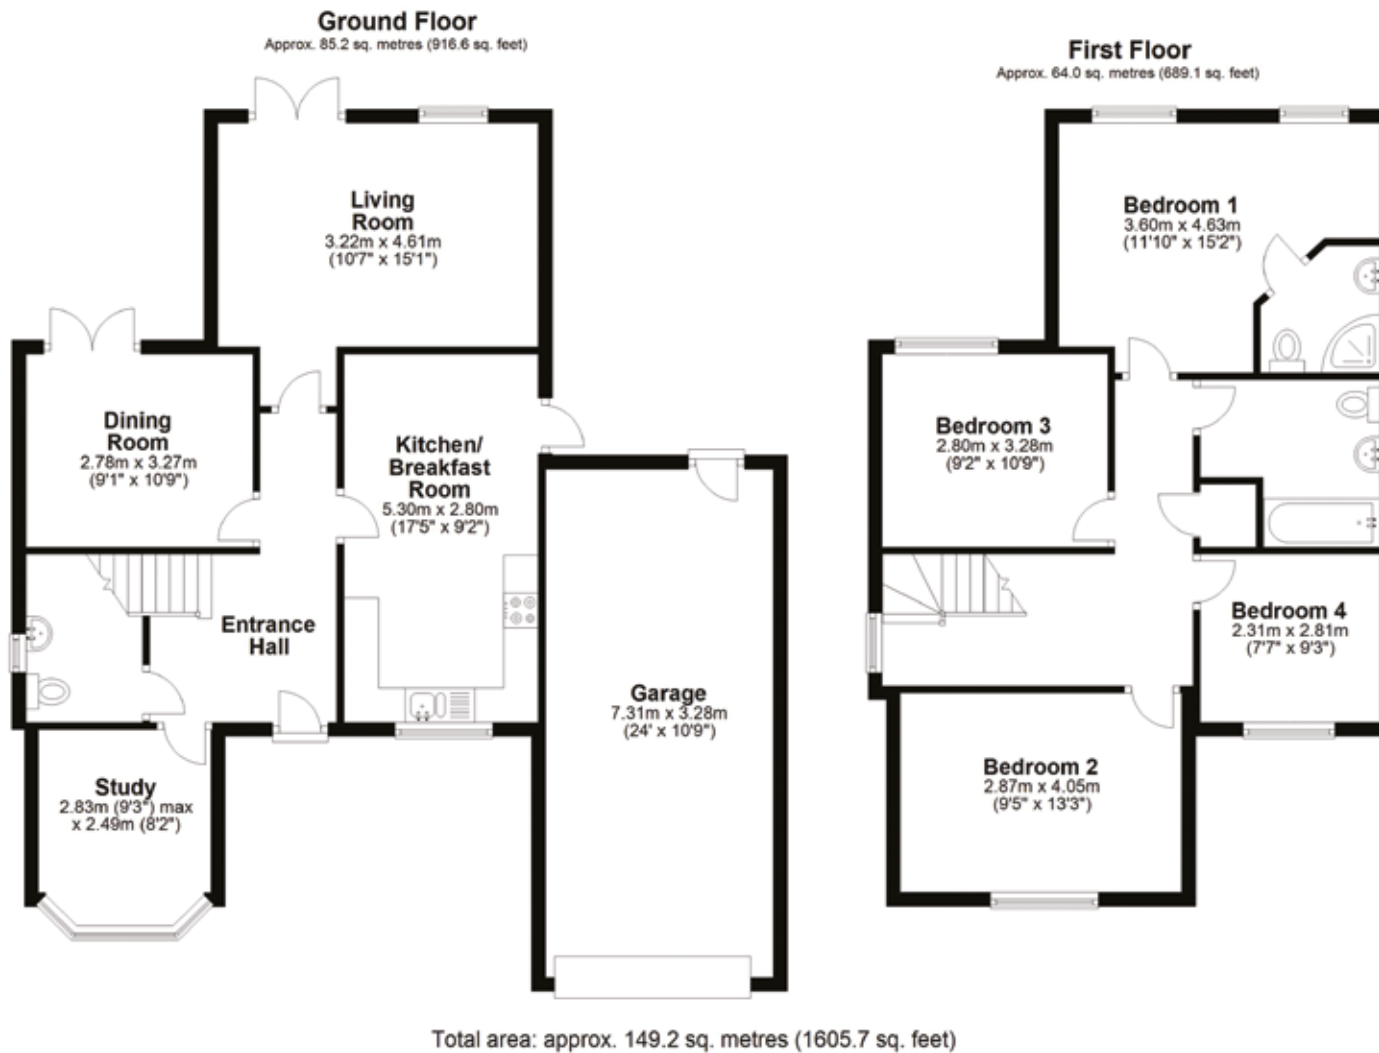 Ground Floor
Approx. 85.2 sq. metres (916.6 sq. feet)
First Floor
Approx. 64.0 sq. metres (689.1 sq. feet)
Living
Room
3.22m x 4.61m
(10'7" x 15'1")
Dining
Room
2.78m x 3.27m
(9'1" x 10'9")
Kitchen/
Breakfast
Room
5.30m x 2.80m
(17'5" x 9'2")
Entrance
Hall
Study
2.83m (9'3") max
x 2.49m (8'2")
Garage
7.31m x 3.28m
(24' x 10'9")
Bedroom 1
3.60m x 4.63m
(11'10" x 15'2")
Bedroom 3
2.80m x 3.28m
(9'2" x 10'9")
Bedroom 4
2.31m x 2.81m
(7'7" x 9'3")
Bedroom 2
2.87m x 4.05m
(9'5" x 13'3")
Total area: approx. 149.2 sq. metres (1605.7 sq. feet)